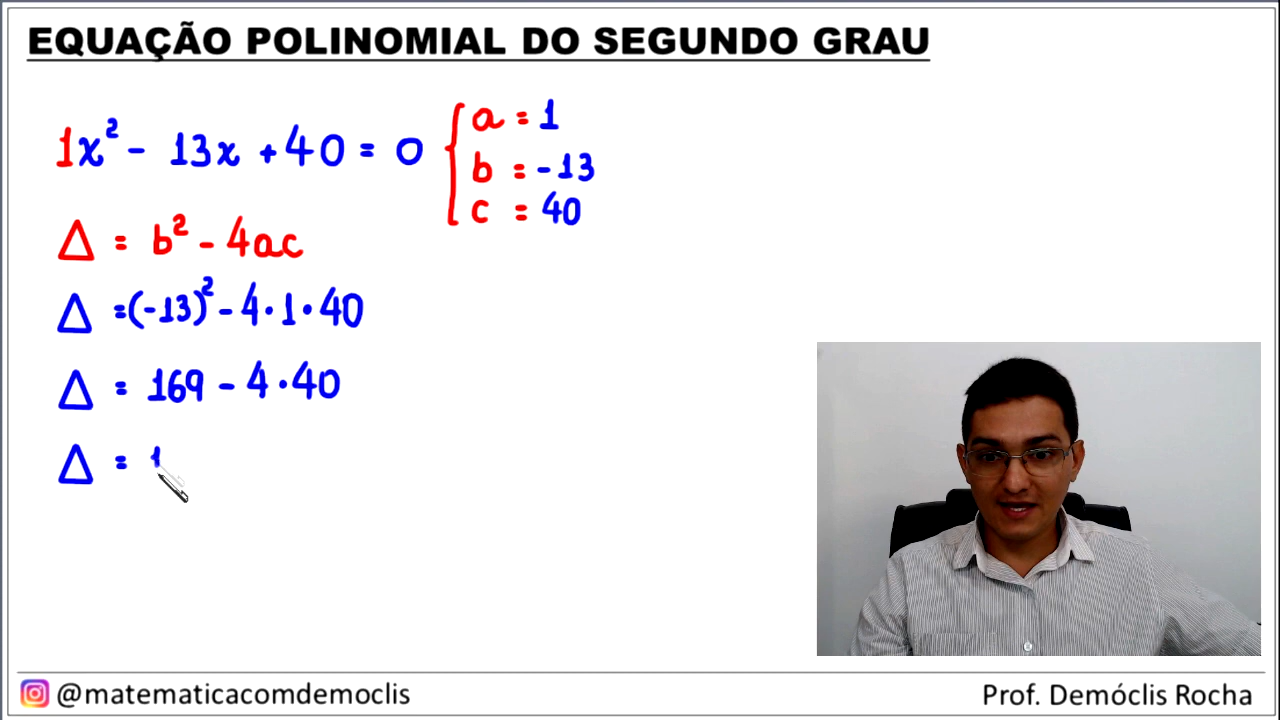 EQUAÇÃO POLINOMIAL DO SEGUNDO GRAU
1x² - 13x + 40 = 0
a = 1
b = -13
c = 40
Δ = b² - 4ac
Δ = (-13)² - 4·1·40
Δ = 169 - 4·40
Δ = 1
@matematicacomdemoclis
Prof. Demóclis Rocha